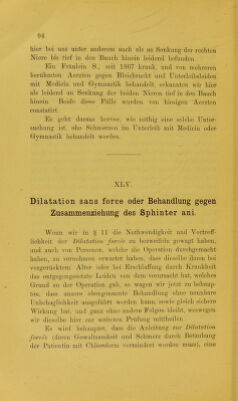 94
hier bei uns unter anderem auch als an Senkung der rechten
Niere bis tief in den Bauch hinein leidend befunden.
Ein Fräulein S., seit 1867 krank, und von mehreren
berühmten Aerzten gegen Bleichsucht und Unterleibsleiden
mit Medicin und Gymnastik behandelt, erkannten wir hier
als leidend an Senkung der beiden Nieren tief in den Bauch
hinein. Beide diese Fälle wurden von hiesigen Aerzten
constatirt.
Es geht daraus hervor, wie nöthig eine solche Unter-
suchung ist, ehe Schmerzen im Unterleib mit Medicin oder
Gymnastik behandelt werden.
XLV.
Dilatation sans force oder Behandlung gegen
Zusammenziehung des Sphinter ani.
Wenn wir in § 11 die Nothwendigkeit und Vortreff-
lichkeit der Dilatation forcée zu bezweifeln gewagt haben,
und auch von Personen, welche die Operation durchgemacht
haben, zu vernehmen erwartet haben, dass dieselbe ihnen bei
vorgerücktem Alter oder bei Erschlaffung durch Krankheit
das entgegengesetzte Leiden von dem verursacht hat, welches
Grund zu der Operation gab, so wagen wir jetzt zu behaup-
ten, dass unsere obengenannte Behandlung ohne nennbare
Unbehaglichkeit ausgeführt werden kann, sowie gleich sichere
Wirkung hat, und ganz ohne andere Folgen bleibt, weswegen
wir dieselbe hier zur weiteren Prüfung mittheilen.
Es wird behauptet, dass die Anleitung zur Dilatation
forcée (deren Gewaltsamkeit und Schmerz durch Betäubung
der Patientin mit Chloroform vermindert worden muss), eine